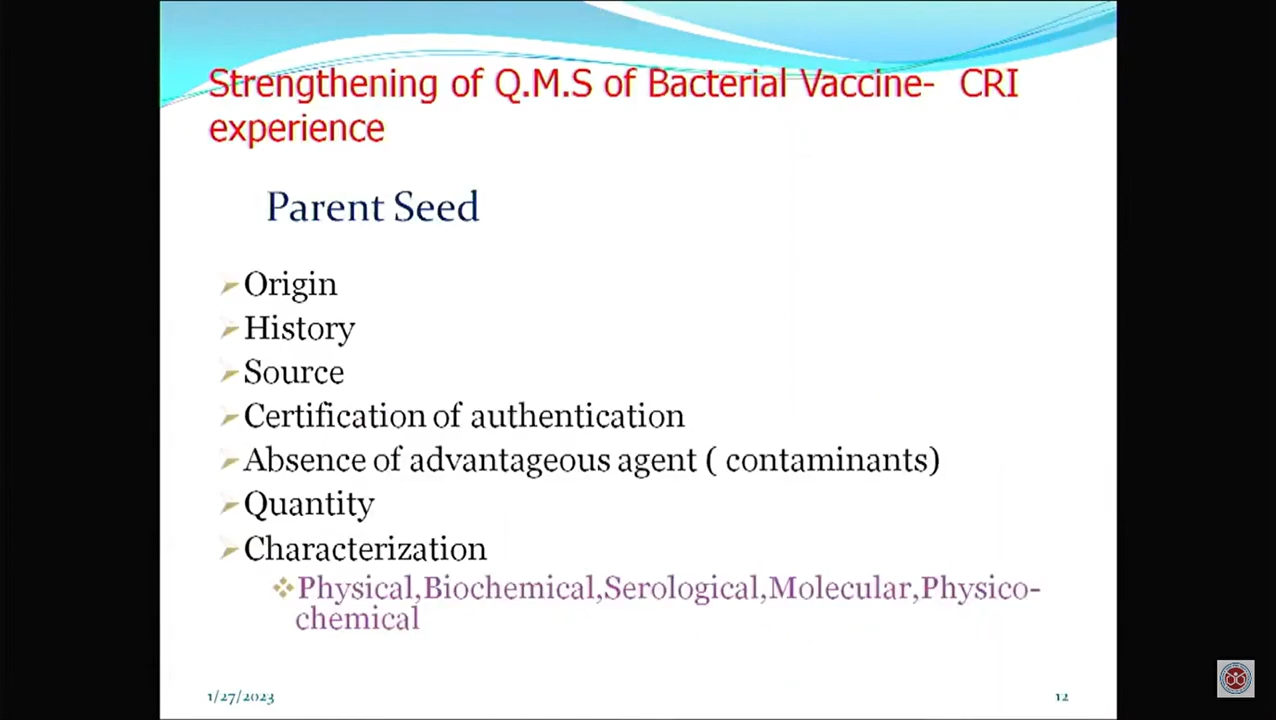 Strengthening of Q.M.S of Bacterial Vaccine- CRI
experience
Parent Seed
Origin
History
Source
Certification of authentication
Absence of advantageous agent ( contaminants)
Quantity
Characterization
Physical,Biochemical,Serological,Molecular,Physico-
chemical
1/27/2023
12